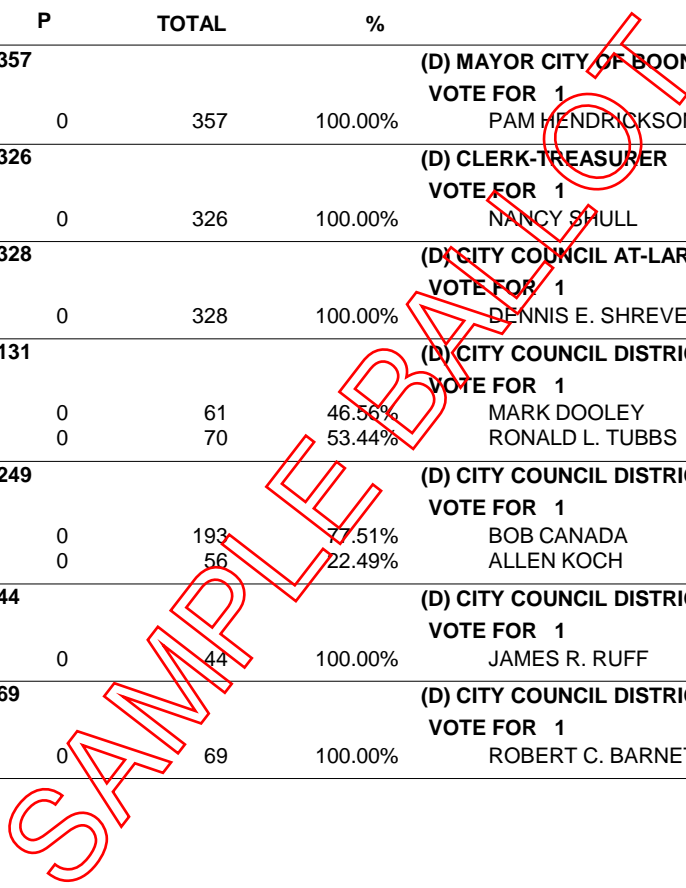 P TOTAL %
357 (D) MAYOR CITY OF BOON
VOTE FOR 1
0 357 100.00% PAM HENDRICKSON
326 (D) CLERK-TREASURER
VOTE FOR 1
0 326 100.00% NANCY SHULL
328 (D) CITY COUNCIL AT-LAR
VOTE FOR 1
0 328 100.00% DENNIS E. SHREVE
131 (D) CITY COUNCIL DISTRIC
VOTE FOR 1
0 61 46.56% MARK DOOLEY
0 70 53.44% RONALD L. TUBBS
249 (D) CITY COUNCIL DISTRIC
VOTE FOR 1
0 193 77.51% BOB CANADA
0 56 22.49% ALLEN KOCH
44 (D) CITY COUNCIL DISTRIC
VOTE FOR 1
0 44 100.00% JAMES R. RUFF
69 (D) CITY COUNCIL DISTRIC
VOTE FOR 1
0 69 100.00% ROBERT C. BARNET
SAMPLE BALLOT